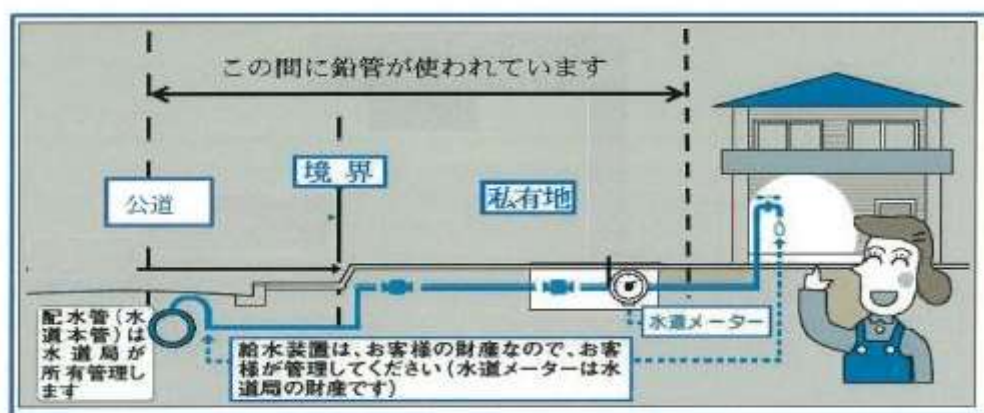 この間に鉛管が使われています
境界
私有地
公道
配水管(水
道本管)は
水道局が
所有管理し
ます
水道メーター
給水装置は、お客様の財産なので、お客
様が管理してください(水道メーターは水
道局の財産です)